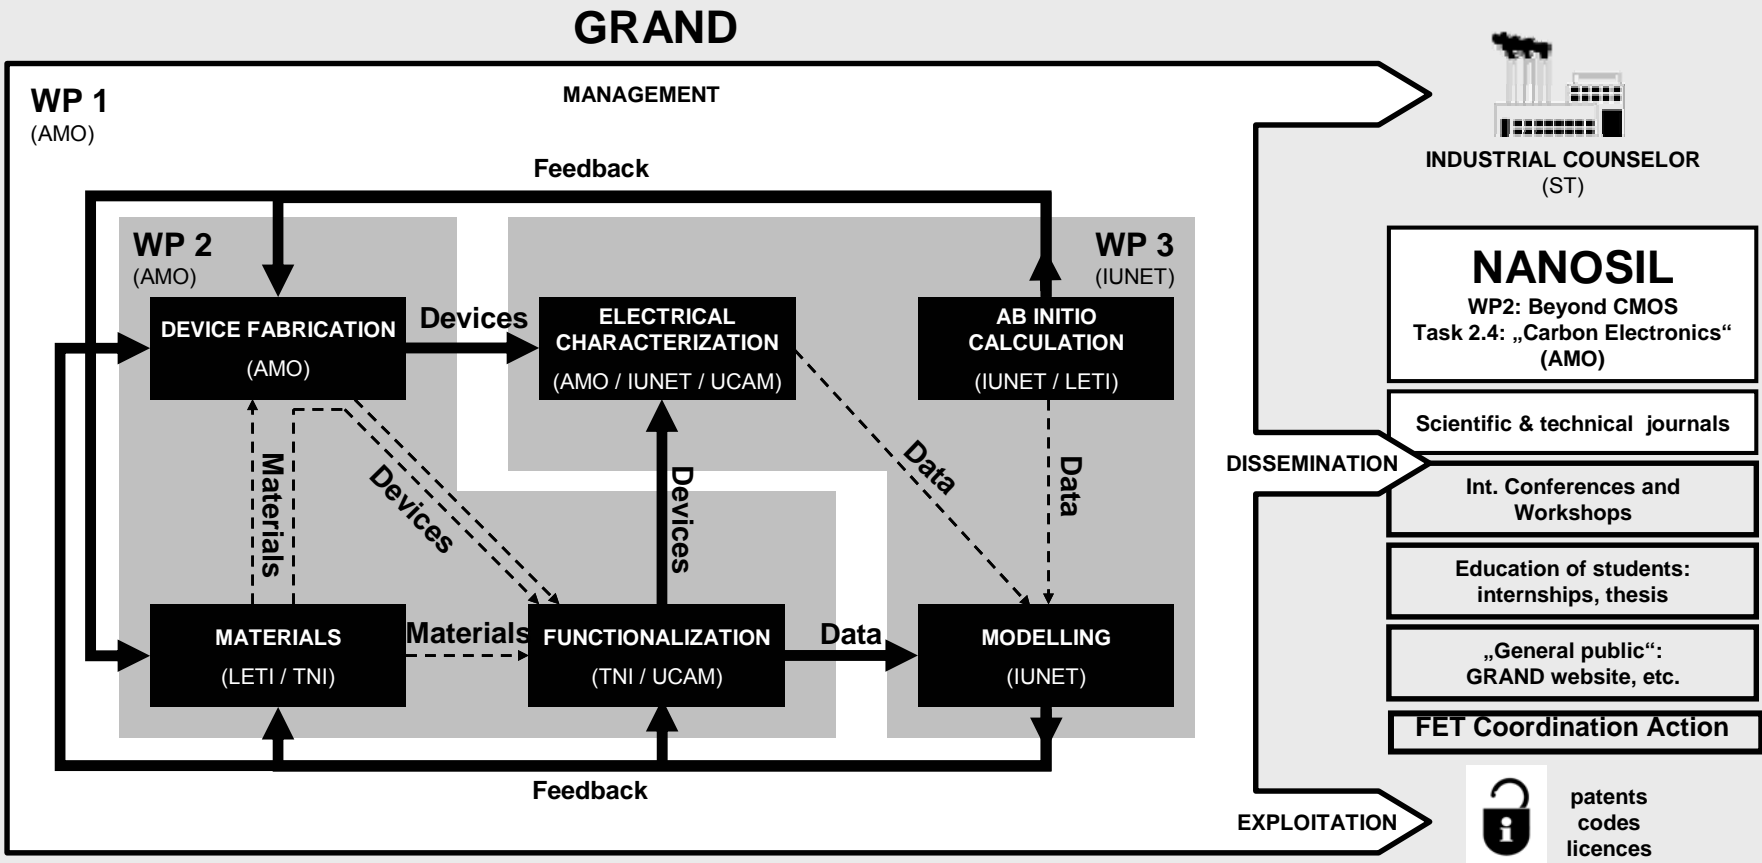 GRAND
WP 1
(AMO)
MANAGEMENT
Feedback
WP 2
(AMO)
WP 3
(IUNET)
DEVICE FABRICATION
(AMO)
Devices
ELECTRICAL
CHARACTERIZATION
(AMO / IUNET / UCAM)
AB INITIO
CALCULATION
(IUNET / LETI)
Materials
Devices
Devices
Data
Data
MATERIALS
(LETI / TNI)
Materials
FUNCTIONALIZATION
(TNI / UCAM)
Data
MODELLING
(IUNET)
Feedback
DISSEMINATION
EXPLOITATION
INDUSTRIAL COUNSELOR
(ST)
NANOSIL
WP2: Beyond CMOS
Task 2.4: „Carbon Electronics“
(AMO)
Scientific & technical journals
Int. Conferences and
Workshops
Education of students:
internships, thesis
„General public“:
GRAND website, etc.
FET Coordination Action
i
patents
codes
licences